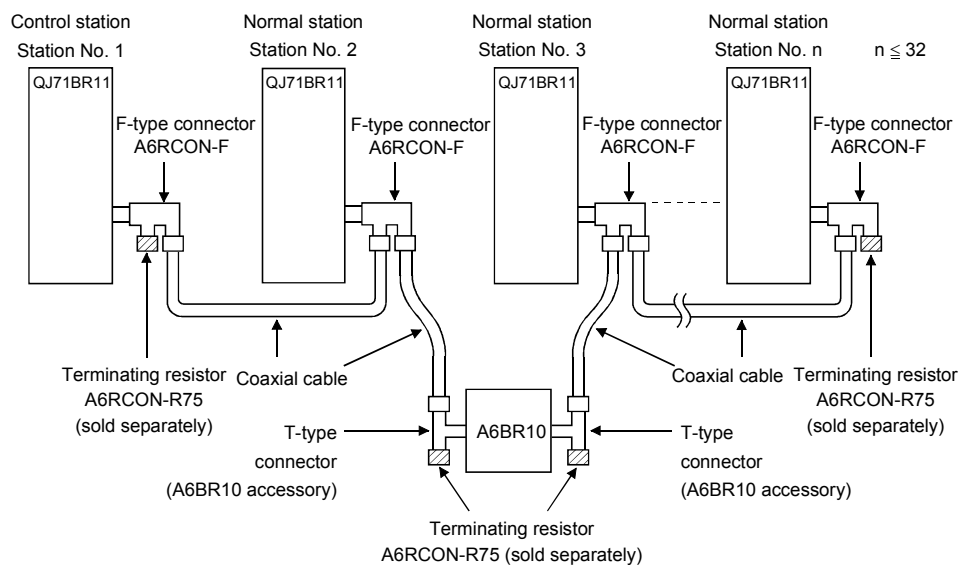 Control station
Station No. 1
Normal station
Station No. 2
Normal station
Station No. 3
Normal station
Station No. n
n ≦ 32
QJ71BR11
QJ71BR11
QJ71BR11
QJ71BR11
F-type connector
A6RCON-F
F-type connector
A6RCON-F
F-type connector
A6RCON-F
F-type connector
A6RCON-F
Terminating resistor
A6RCON-R75
(sold separately)
Coaxial cable
Coaxial cable
Terminating resistor
A6RCON-R75
(sold separately)
T-type
connector
(A6BR10 accessory)
A6BR10
T-type
connector
(A6BR10 accessory)
Terminating resistor
A6RCON-R75 (sold separately)